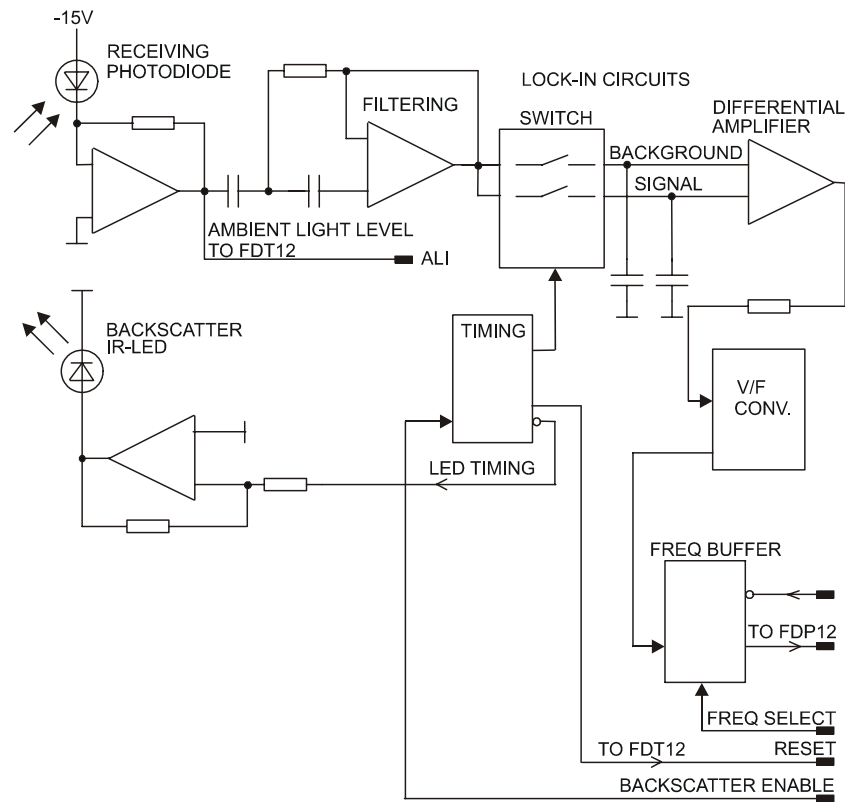 -15V
RECEIVING
PHOTODIODE
FILTERING
LOCK-IN CIRCUITS
SWITCH
DIFFERENTIAL
AMPLIFIER
BACKGROUND
SIGNAL
AMBIENT LIGHT LEVEL
TO FDT12
ALI
BACKSCATTER
IR-LED
TIMING
V/F
CONV.
LED TIMING
FREQ BUFFER
TO FDP12
FREQ SELECT
TO FDT12
RESET
BACKSCATTER ENABLE